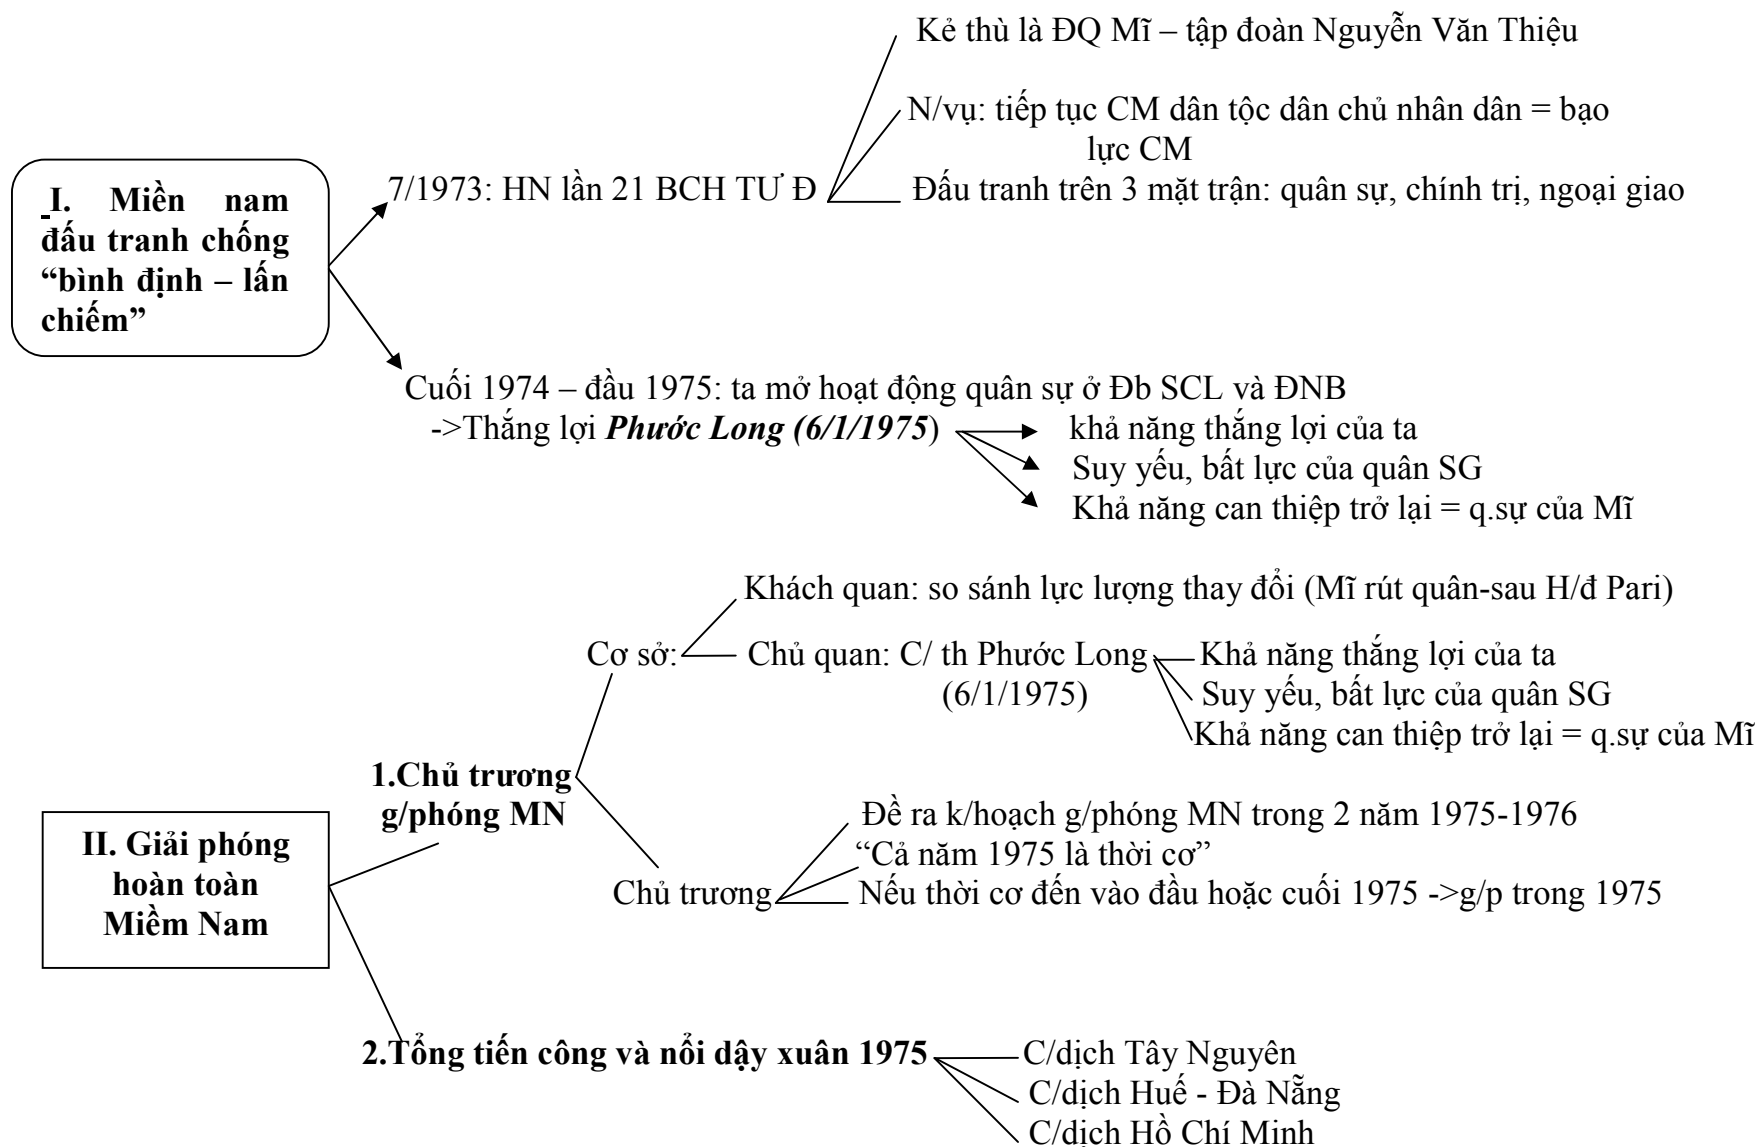 Kẻ thù là ĐQ Mĩ – tập đoàn Nguyễn Văn Thiệu
N/vụ: tiếp tục CM dân tộc dân chủ nhân dân = bạo
lực CM
I. Miền nam
đấu tranh chống
“bình định – lấn
chiếm”
7/1973: HN lần 21 BCH TƯ Đ
Đấu tranh trên 3 mặt trận: quân sự, chính trị, ngoại giao
Cuối 1974 – đầu 1975: ta mở hoạt động quân sự ở Đb SCL và ĐNB
->Thắng lợi Phước Long (6/1/1975)
khả năng thắng lợi của ta
Suy yếu, bất lực của quân SG
Khả năng can thiệp trở lại = q.sự của Mĩ
Khách quan: so sánh lực lượng thay đổi (Mĩ rút quân-sau H/đ Pari)
Cơ sở:
Chủ quan: C/ th Phước Long
(6/1/1975)
Khả năng thắng lợi của ta
Suy yếu, bất lực của quân SG
Khả năng can thiệp trở lại = q.sự của Mĩ
1.Chủ trương
g/phóng MN
Đề ra k/hoạch g/phóng MN trong 2 năm 1975-1976
“Cả năm 1975 là thời cơ”
Chủ trương
Nếu thời cơ đến vào đầu hoặc cuối 1975 ->g/p trong 1975
II. Giải phóng
hoàn toàn
Miềm Nam
2.Tổng tiến công và nổi dậy xuân 1975
C/dịch Tây Nguyên
C/dịch Huế - Đà Nẵng
C/dịch Hồ Chí Minh